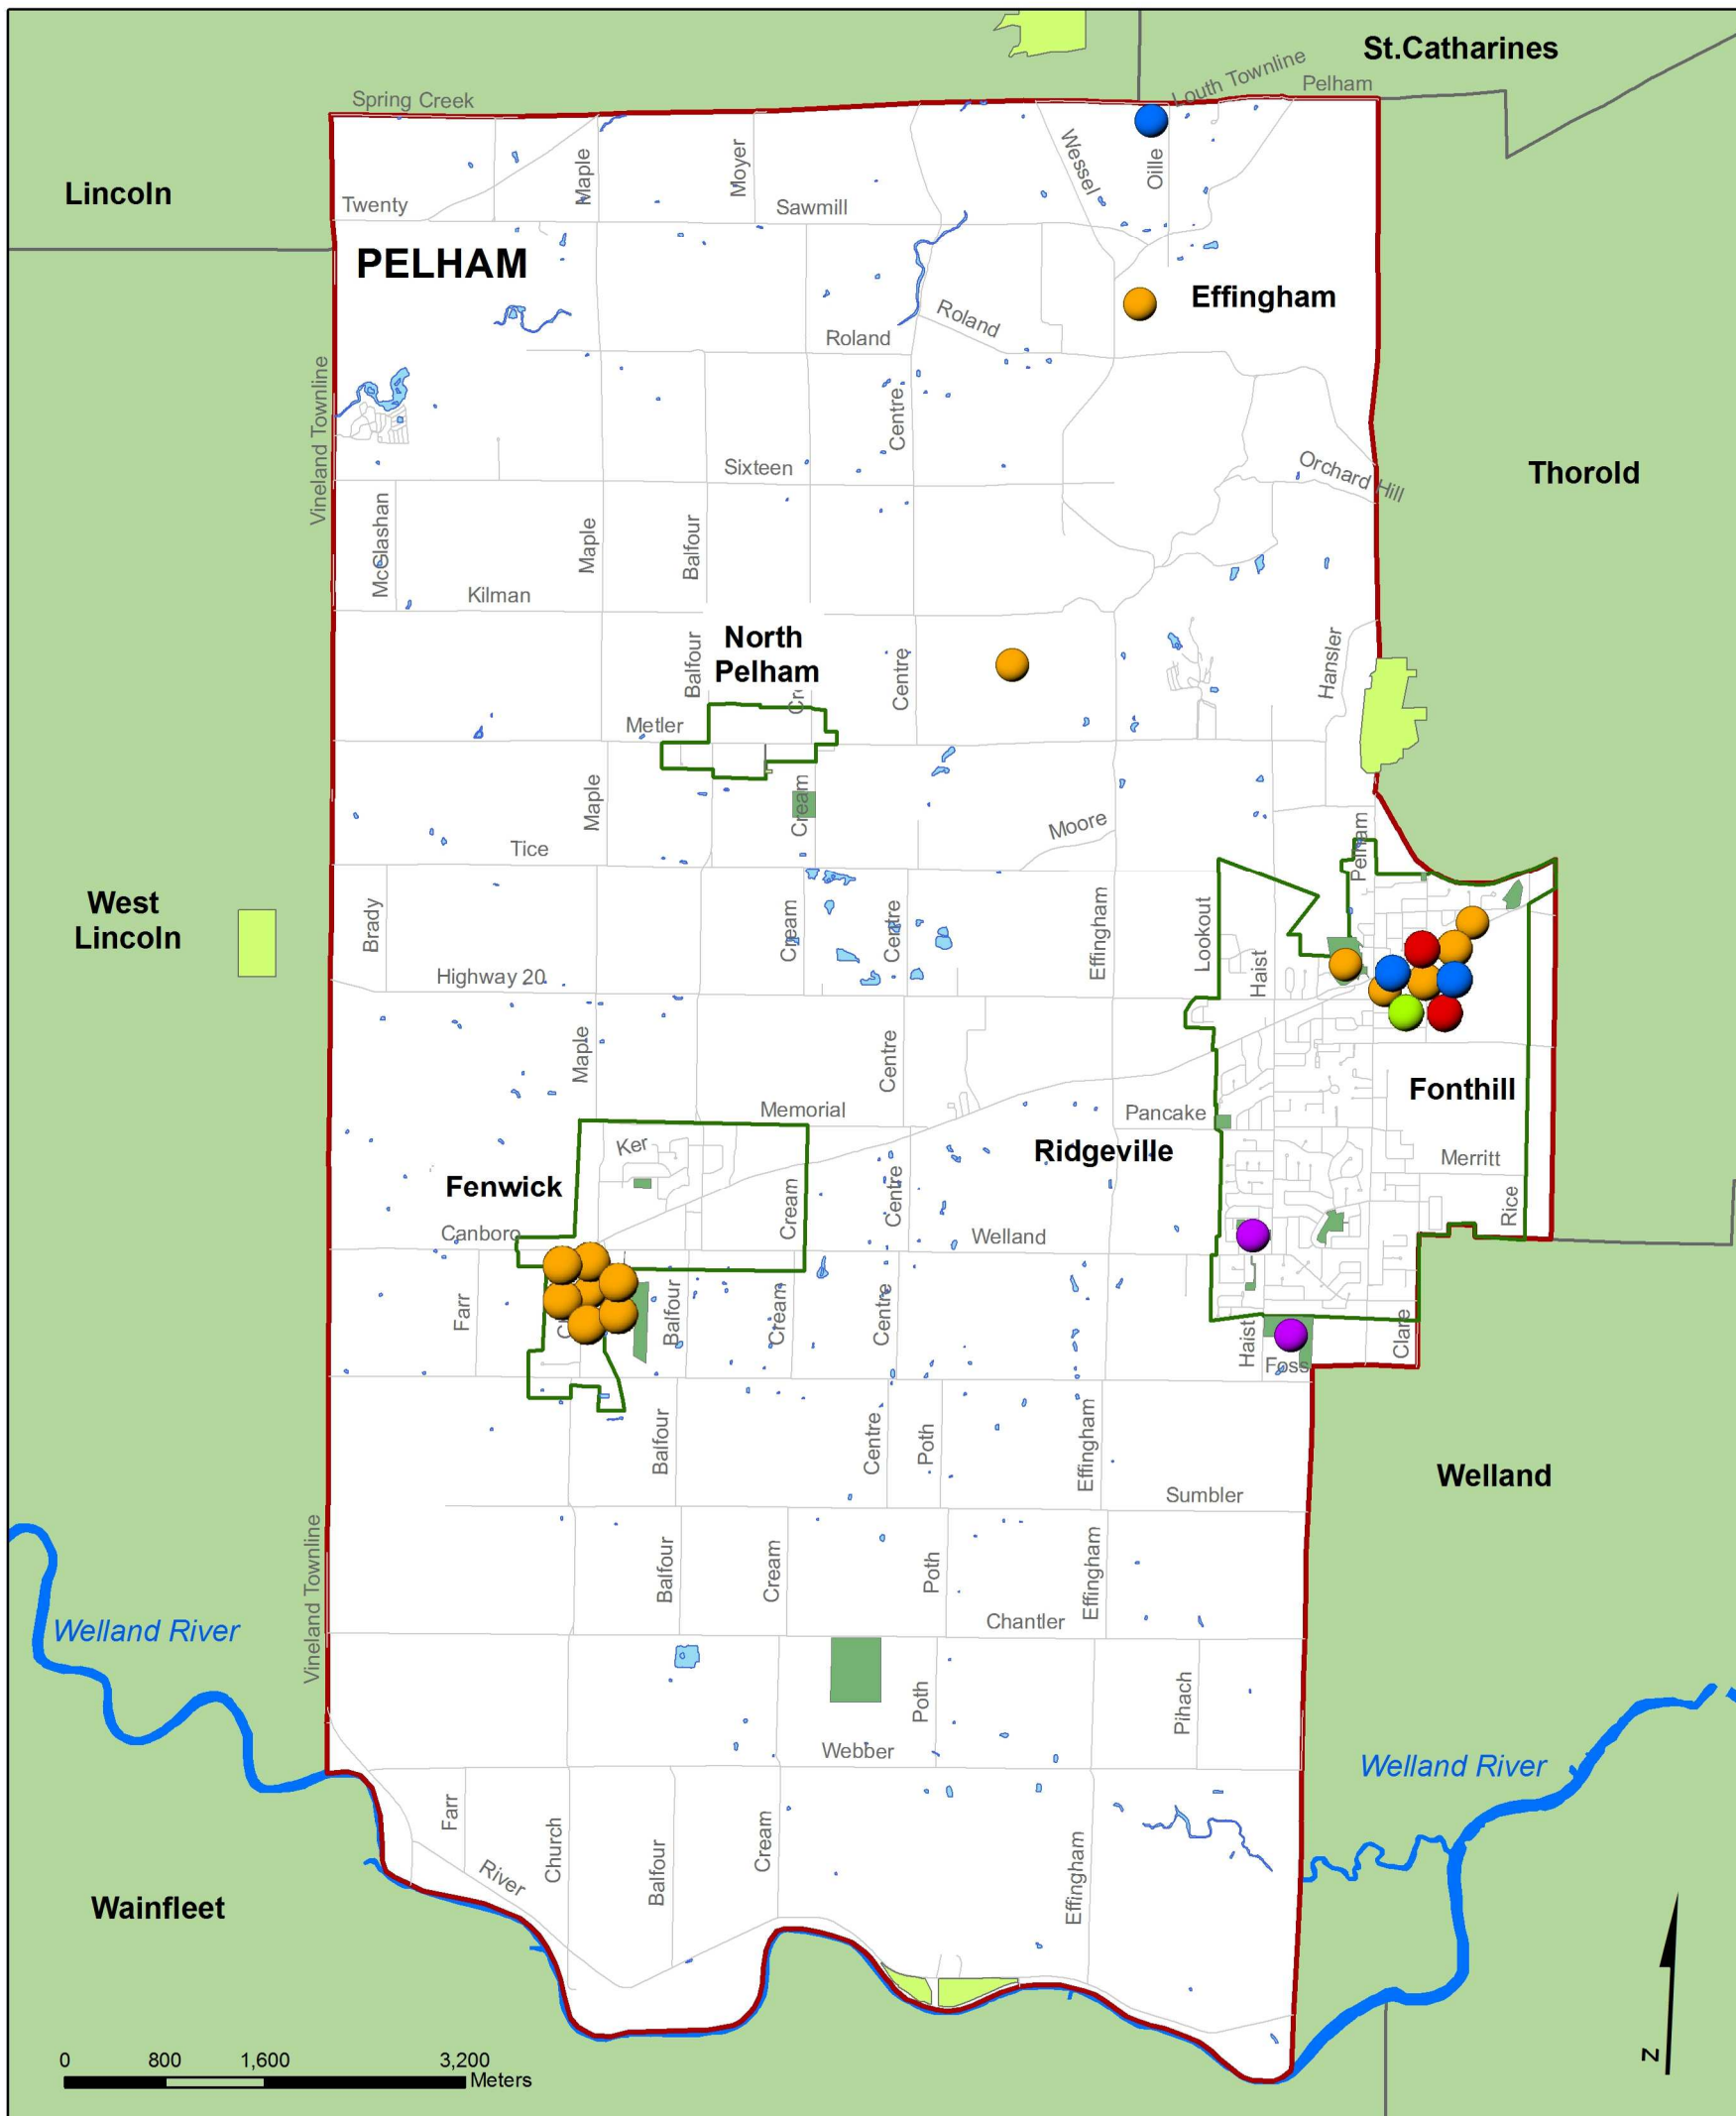 St.Catharines
Louth Townline
Pelham
Spring Creek
Lincoln
Twenty
Maple
Moyer
Sawmill
Wessel
Oille
PELHAM
Effingham
Roland
Roland
Vineland Townline
Centre
Sixteen
Orchard Hill
Thorold
McGlashan
Maple
Balfour
Kilman
North
Pelham
Balfour
Centre
Hansler
Cr
Metler
Maple
Cream
Moore
Pelham
Tice
West
Lincoln
Brady
Cream
Centre
Effingham
Lookout
Haist
Highway 20
Maple
Centre
Fonthill
Memorial
Pancake
Ker
Ridgeville
Merritt
Fenwick
Cream
Centre
Rice
Canboro
Welland
Farr
Balfour
Cream
Centre
Haist
Foss
Clare
Balfour
Centre
Poth
Effingham
Welland
Sumbler
Vineland Townline
Balfour
Cream
Poth
Effingham
Welland River
Chantler
Poth
Pihach
Webber
Welland River
Farr
Church
Balfour
Cream
Effingham
River
Wainfleet
0 800 1,600 3,200
Meters
N